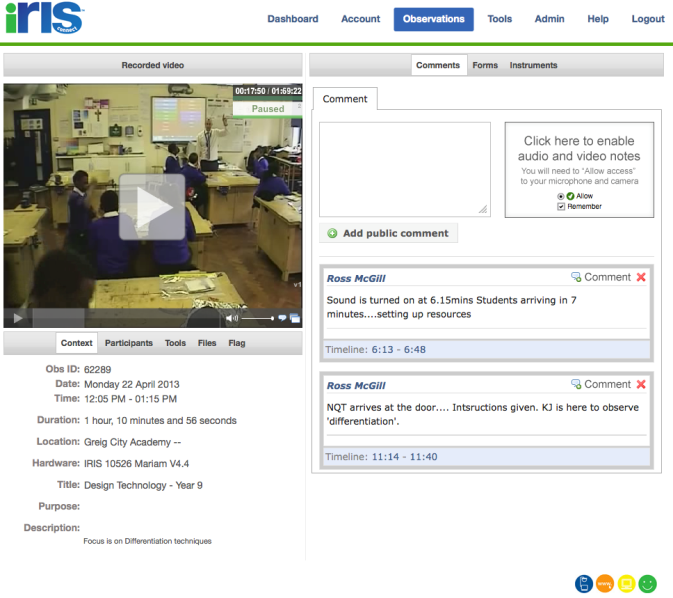 iRIS CONNECT
Dashboard Account Observations Tools Admin Help Logout
Recorded video
00:17:50 / 01:69:22
Paused
v1
Context Participants Tools Files Flag
Obs ID: 62289
Date: Monday 22 April 2013
Time: 12:05 PM - 01:15 PM
Duration: 1 hour, 10 minutes and 56 seconds
Location: Greig City Academy --
Hardware: IRIS 10526 Mariam V4.4
Title: Design Technology - Year 9
Purpose:
Description:
Focus is on Differentiation techniques
Comments Forms Instruments
Comment
Click here to enable
audio and video notes
You will need to "Allow access"
to your microphone and camera
Allow
Remember
Add public comment
Ross McGill Comment
Sound is turned on at 6.15mins Students arriving in 7
minutes....setting up resources
Timeline: 6:13 - 6:48
Ross McGill Comment
NQT arrives at the door.... Intsructions given. KJ is here to observe
'differentiation'.
Timeline: 11:14 - 11:40
www.